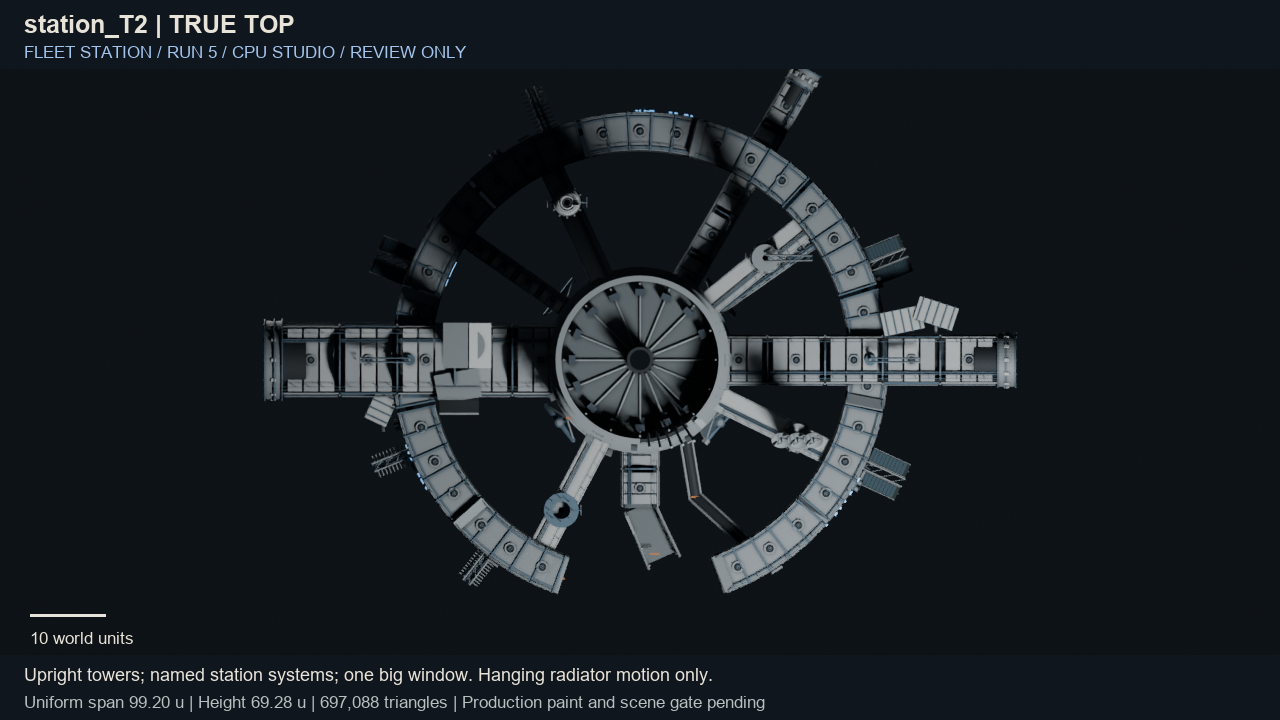 station_T2 | TRUE TOP
FLEET STATION / RUN 5 / CPU STUDIO / REVIEW ONLY
10 world units
Upright towers; named station systems; one big window. Hanging radiator motion only.
Uniform span 99.20 u | Height 69.28 u | 697,088 triangles | Production paint and scene gate pending